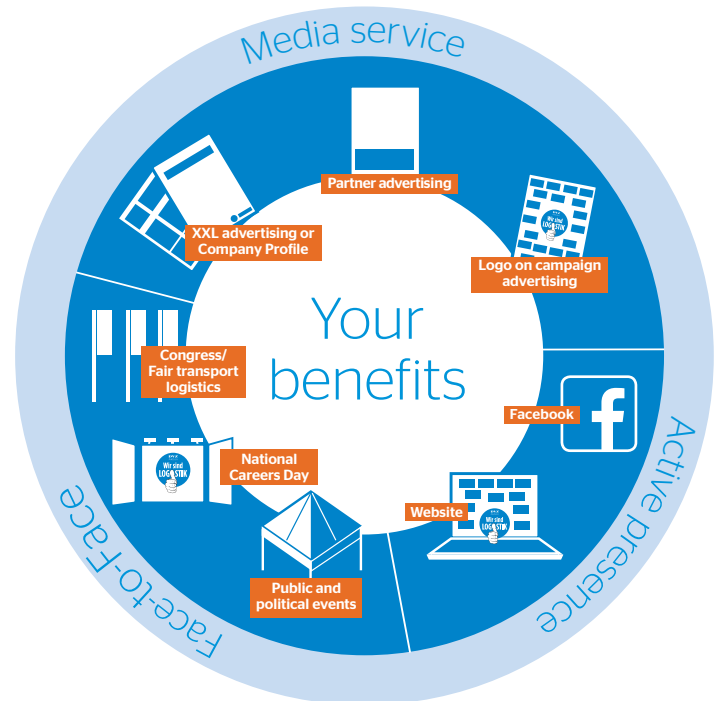 Media service
Partner advertising
XXL advertising or
Company Profile
Wir sind
LOGISTIK
Logo on campaign
advertising
Your
benefits
Congress/
Fair transport
logistics
Facebook
f
National
Careers Day
Wir sind
LOGISTIK
Website
Wir sind
LOGISTIK
Public and
political events
Face-to-Face
Active presence